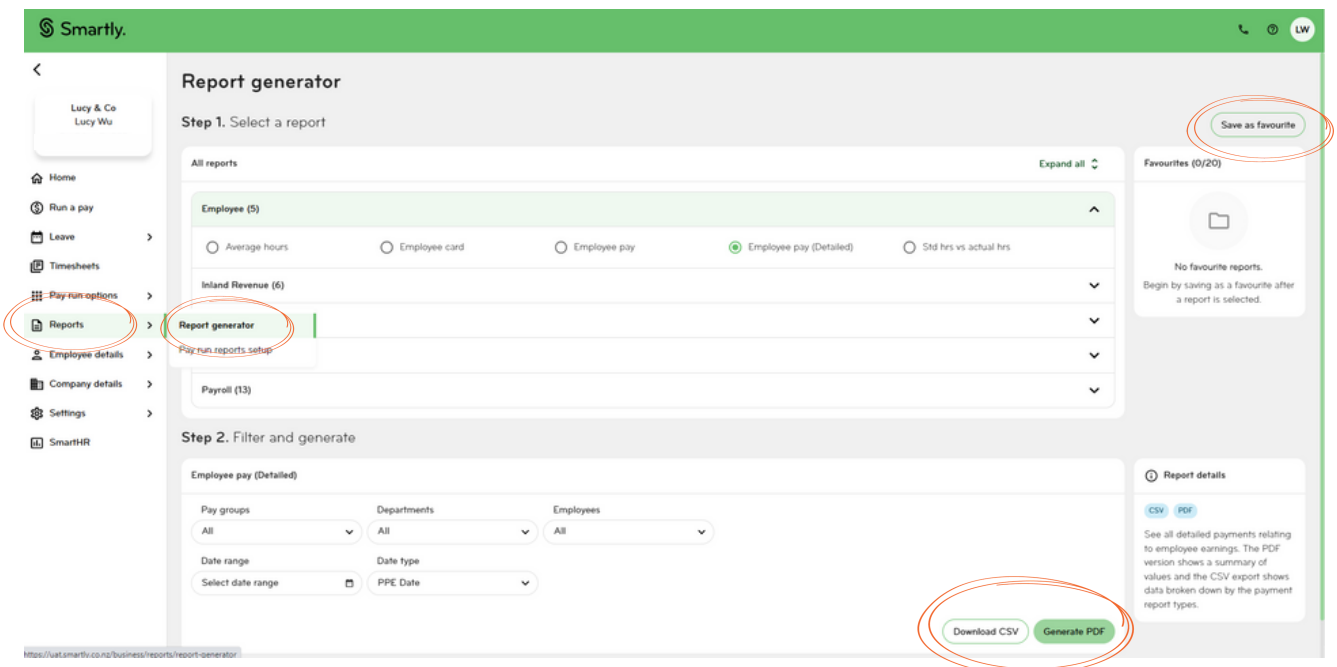 Smartly.
LW
Lucy & Co
Lucy Wu
Home
Run a pay
Leave
Timesheets
Pay run options
Reports
Employee details
Company details
Settings
SmartHR
Report generator
Pay run reports setup
Report generator
Step 1. Select a report
Save as favourite
All reports
Expand all
Employee (5)
Average hours
Employee card
Employee pay
Employee pay (Detailed)
Std hrs vs actual hrs
Inland Revenue (6)
Payroll (13)
Favourites (0/20)
No favourite reports.
Begin by saving as a favourite after
a report is selected.
Step 2. Filter and generate
Employee pay (Detailed)
Pay groups
Departments
Employees
All
All
All
Date range
Date type
Select date range
PPE Date
Download CSV
Generate PDF
Report details
CSV
PDF
See all detailed payments relating
to employee earnings. The PDF
version shows a summary of
values and the CSV export shows
data broken down by the payment
report types.
https://uat.smartly.co.nz/business/reports/report-generator